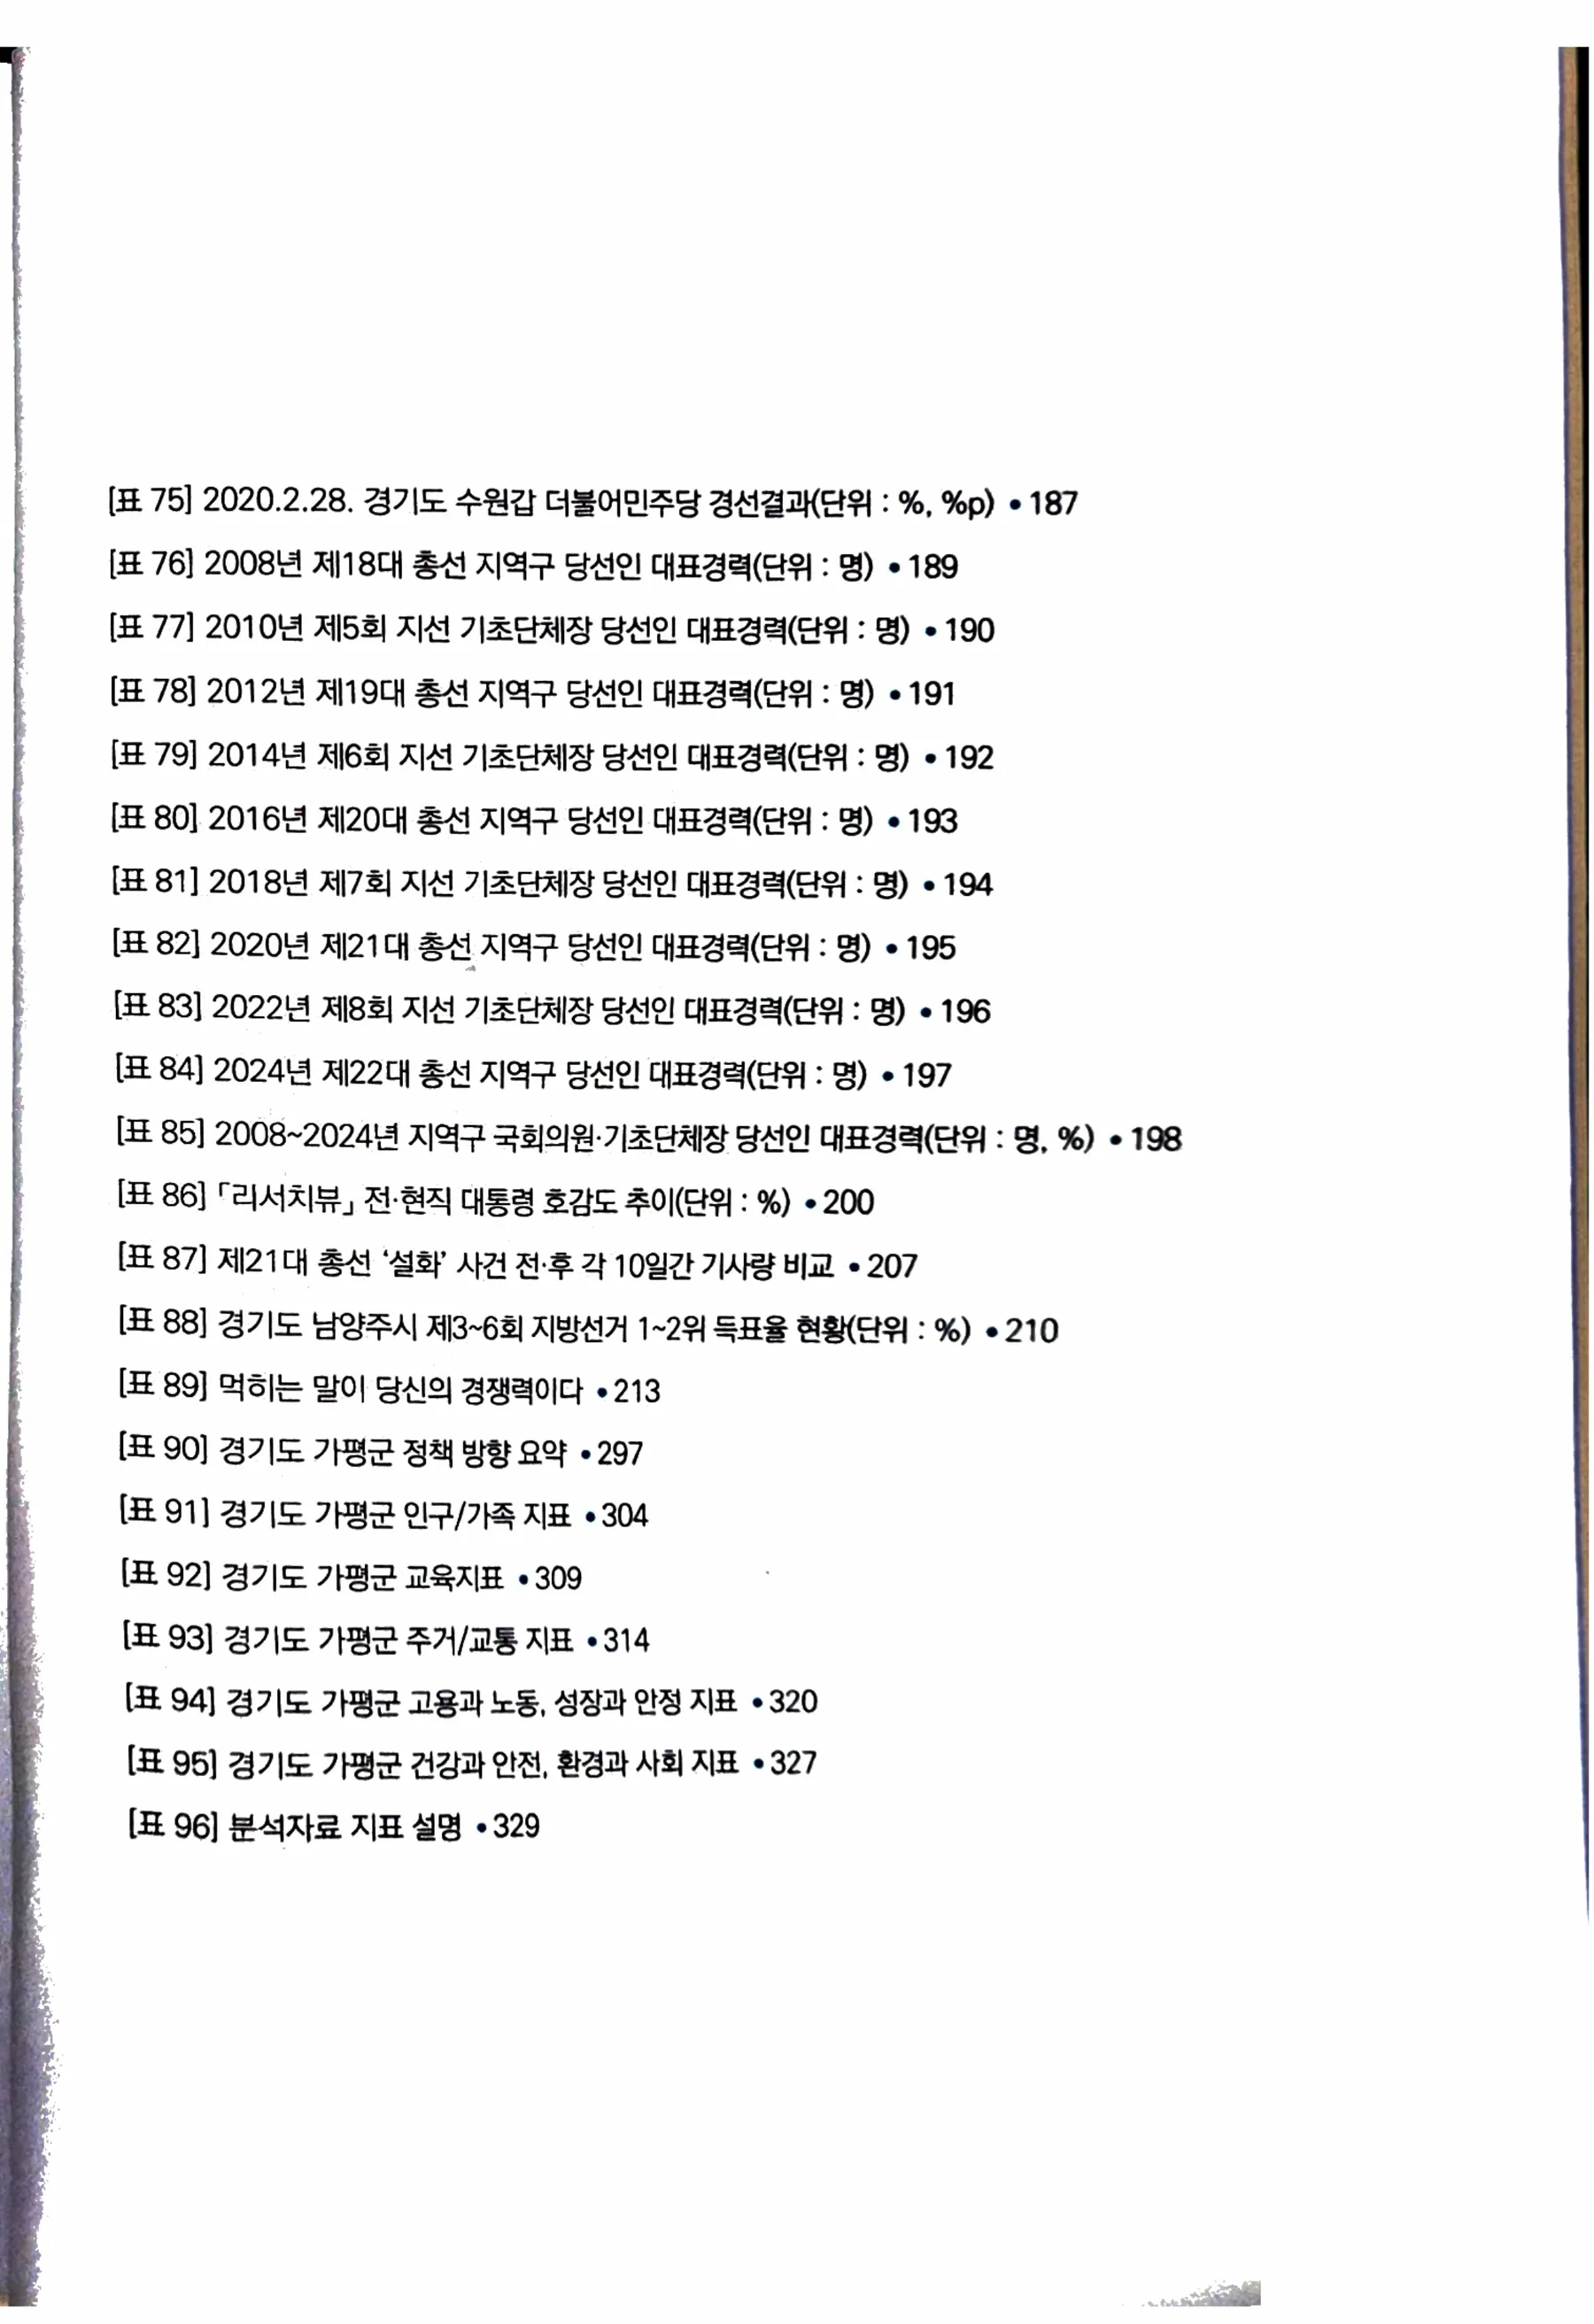 [표 75] 2020.2.28. 경기도 수원갑 더불어민주당 경선결과(단위 : %, %p) • 187
[표 76] 2008년 제18대 총선 지역구 당선인 대표경력(단위 : 명) • 189
[표 77] 2010년 제5회 지선 기초단체장 당선인 대표경력(단위 : 명) • 190
[표 78] 2012년 제19대 총선 지역구 당선인 대표경력(단위 : 명) • 191
[표 79] 2014년 제6회 지선 기초단체장 당선인 대표경력(단위 : 명) • 192
[표 80] 2016년 제20대 총선 지역구 당선인 대표경력(단위 : 명) • 193
[표 81] 2018년 제7회 지선 기초단체장 당선인 대표경력(단위 : 명) • 194
[표 82] 2020년 제21대 총선 지역구 당선인 대표경력(단위 : 명) • 195
[표 83] 2022년 제8회 지선 기초단체장 당선인 대표경력(단위 : 명) • 196
[표 84] 2024년 제22대 총선 지역구 당선인 대표경력(단위 : 명) • 197
[표 85] 2008~2024년 지역구 국회의원·기초단체장 당선인 대표경력(단위 : 명, %) • 198
[표 86] 「리서치뷰」 전·현직 대통령 호감도 추이(단위 : %) • 200
[표 87] 제21대 총선 ‘설화’ 사건 전·후 각 10일간 기사량 비교 • 207
[표 88] 경기도 남양주시 제3~6회 지방선거 1~2위 득표율 현황(단위 : %) • 210
[표 89] 먹히는 말이 당신의 경쟁력이다 • 213
[표 90] 경기도 가평군 정책 방향 요약 • 297
[표 91] 경기도 가평군 인구/가족 지표 • 304
[표 92] 경기도 가평군 교육지표 • 309
[표 93] 경기도 가평군 주거/교통 지표 • 314
[표 94] 경기도 가평군 고용과 노동, 성장과 안정 지표 • 320
[표 95] 경기도 가평군 건강과 안전, 환경과 사회 지표 • 327
[표 96] 분석자료 지표 설명 • 329